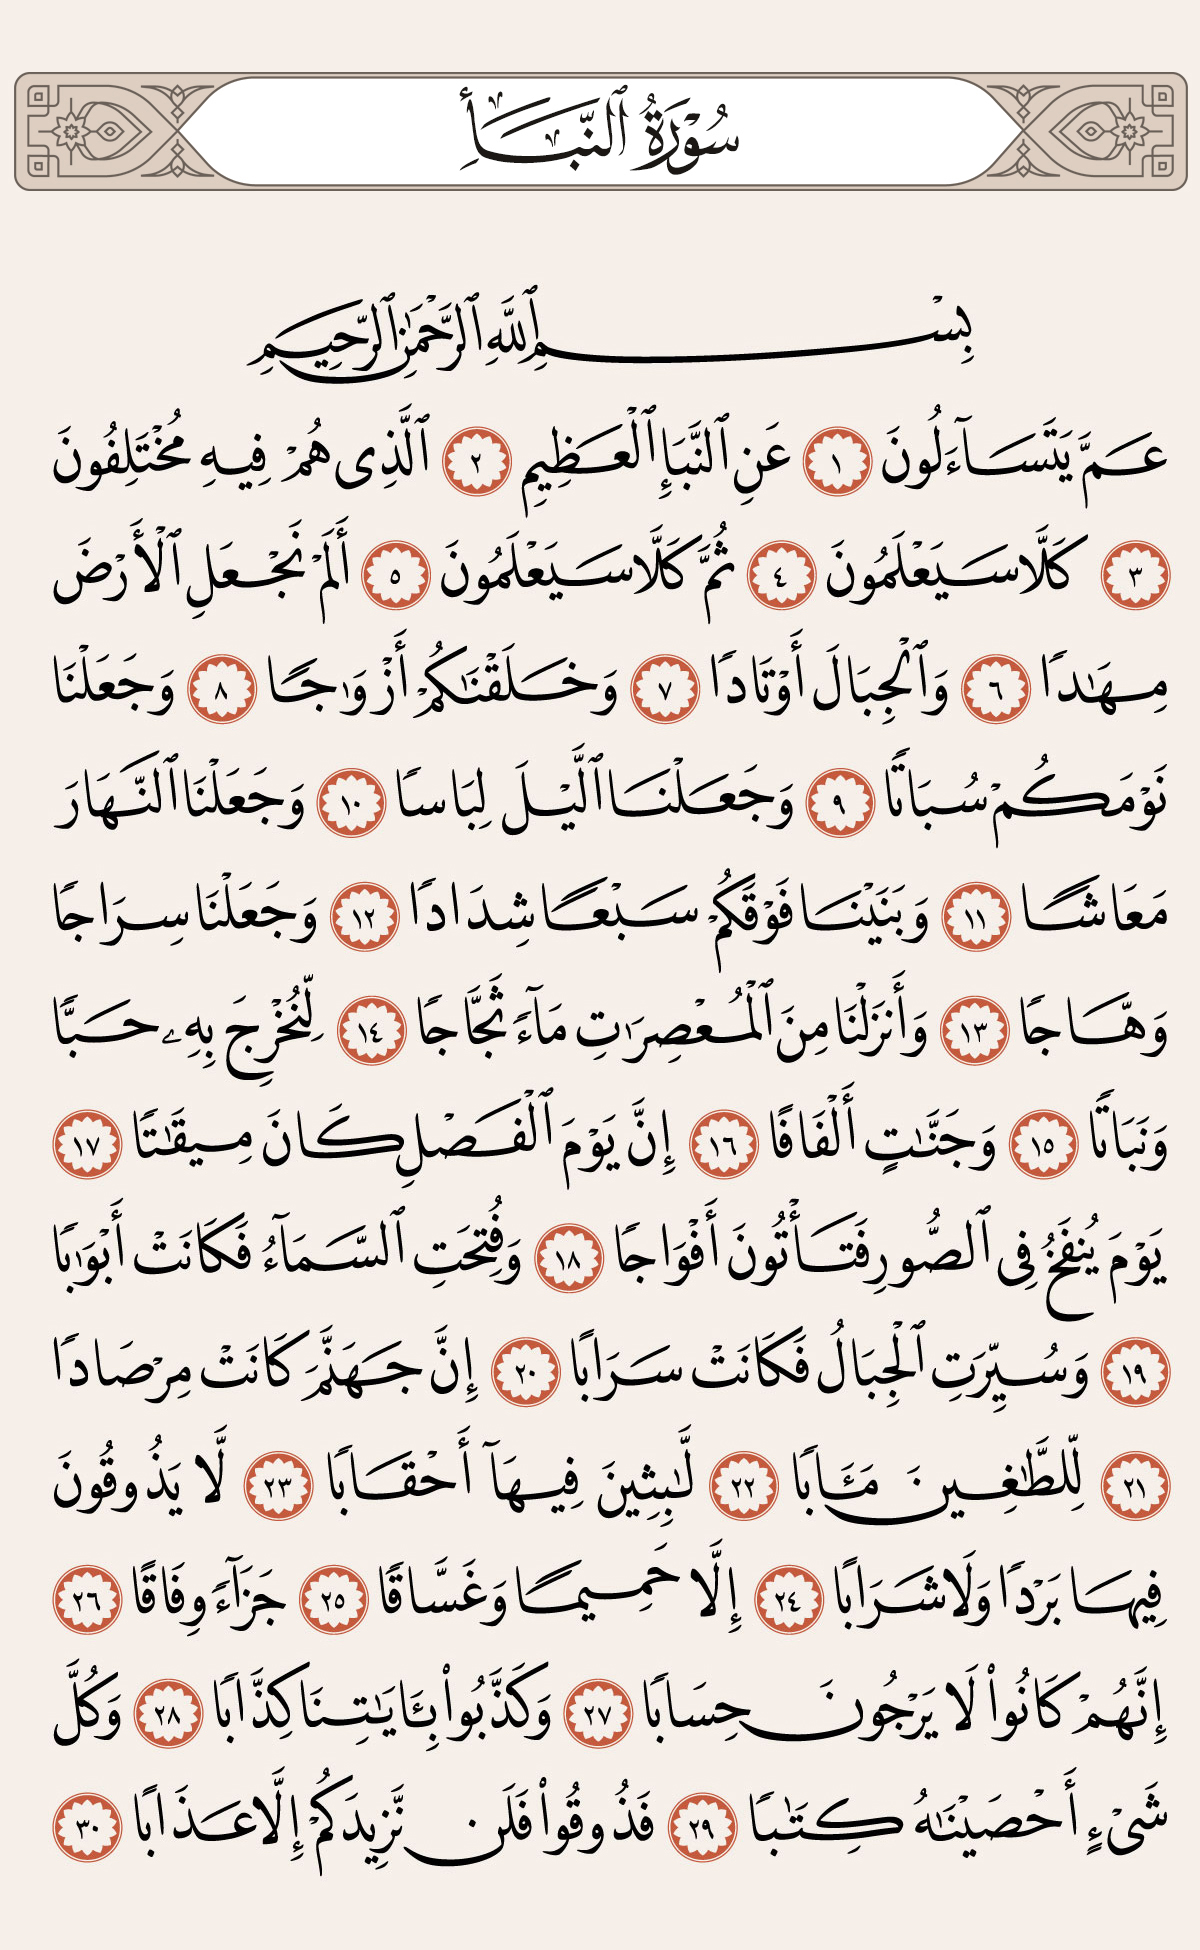 سُوۡرَةُ ٱلنَّبَأِ
بِسۡمِ ٱللَّهِ ٱلرَّحۡمَٰنِ ٱلرَّحِيمِ
عَمَّ يَتَسَآءَلُونَ ١ عَنِ ٱلنَّبَإِ ٱلۡعَظِيمِ ٢ ٱلَّذِي هُمۡ فِيهِ مُخۡتَلِفُونَ
٣ كَلَّا سَيَعۡلَمُونَ ٤ ثُمَّ كَلَّا سَيَعۡلَمُونَ ٥ أَلَمۡ نَجۡعَلِ ٱلۡأَرۡضَ
مِهَٰدٗا ٦ وَٱلۡجِبَالَ أَوۡتَادٗا ٧ وَخَلَقۡنَٰكُمۡ أَزۡوَٰجٗا ٨ وَجَعَلۡنَا
نَوۡمَكُمۡ سُبَاتٗا ٩ وَجَعَلۡنَا ٱلَّيۡلَ لِبَاسٗا ١٠ وَجَعَلۡنَا ٱلنَّهَارَ
مَعَاشٗا ١١ وَبَنَيۡنَا فَوۡقَكُمۡ سَبۡعٗا شِدَادٗا ١٢ وَجَعَلۡنَا سِرَاجٗا
وَهَّاجٗا ١٣ وَأَنزَلۡنَا مِنَ ٱلۡمُعۡصِرَٰتِ مَآءٗ ثَجَّاجٗا ١٤ لِّنُخۡرِجَ بِهِۦ حَبّٗا
وَنَبَاتٗا ١٥ وَجَنَّٰتٍ أَلۡفَافًا ١٦ إِنَّ يَوۡمَ ٱلۡفَصۡلِ كَانَ مِيقَٰتٗا ١٧
يَوۡمَ يُنفَخُ فِي ٱلصُّورِ فَتَأۡتُونَ أَفۡوَاجٗا ١٨ وَفُتِحَتِ ٱلسَّمَآءُ فَكَانَتۡ أَبۡوَٰبٗا
١٩ وَسُيِّرَتِ ٱلۡجِبَالُ فَكَانَتۡ سَرَابًا ٢٠ إِنَّ جَهَنَّمَ كَانَتۡ مِرۡصَادٗا
٢١ لِّلطَّٰغِينَ مَـَٔابٗا ٢٢ لَّٰبِثِينَ فِيهَآ أَحۡقَابٗا ٢٣ لَّا يَذُوقُونَ
فِيهَا بَرۡدٗا وَلَا شَرَابًا ٢٤ إِلَّا حَمِيمٗا وَغَسَّاقٗا ٢٥ جَزَآءٗ وِفَاقًا ٢٦
إِنَّهُمۡ كَانُواْ لَا يَرۡجُونَ حِسَابٗا ٢٧ وَكَذَّبُواْ بِـَٔايَٰتِنَا كِذَّابٗا ٢٨ وَكُلَّ
شَيۡءٍ أَحۡصَيۡنَٰهُ كِتَٰبٗا ٢٩ فَذُوقُواْ فَلَن نَّزِيدَكُمۡ إِلَّا عَذَابًا ٣٠